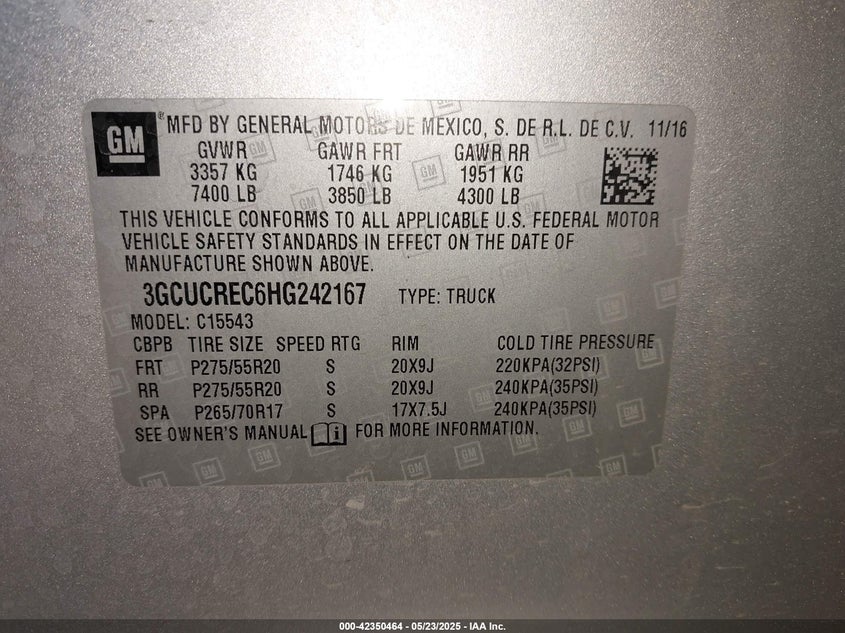 GM
® MFD BY GENERAL MOTORS DE MEXICO, S. DE R.L. DE C.V. 11/16
GVWR GAWR FRT GAWR RR
3357 KG 1746 KG 1951 KG
7400 LB 3850 LB 4300 LB
THIS VEHICLE CONFORMS TO ALL APPLICABLE U.S. FEDERAL MOTOR
VEHICLE SAFETY STANDARDS IN EFFECT ON THE DATE OF
MANUFACTURE SHOWN ABOVE.
3GCUCREC6HG242167 TYPE: TRUCK
MODEL: C15543
CBPB TIRE SIZE SPEED RTG RIM COLD TIRE PRESSURE
FRT P275/55R20 S 20X9J 220KPA(32PSI)
RR P275/55R20 S 20X9J 240KPA(35PSI)
SPA P265/70R17 S 17X7.5J 240KPA(35PSI)
SEE OWNER'S MANUAL i FOR MORE INFORMATION.
000-42350464 - 05/23/2025 - IAA Inc.